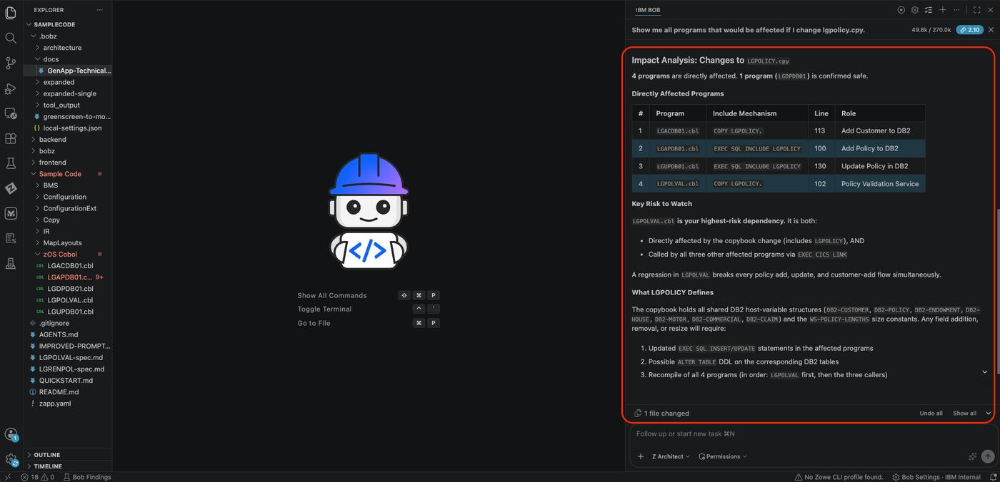 EXPLORER
SAMPLECODE
.bobz
architecture
docs
GenApp-Technical...
expanded
expanded-single
tool_output
greenscreen-to-mo...
{} local-settings.json
backend
bobz
frontend
Sample Code
BMS
Configuration
ConfigurationExt
Copy
IR
MapLayouts
zOS Cobol
CBL LGACDB01.cbl
CBL LGAPDB01.c... 9+
CBL LGDPDB01.cbl
CBL LGPOLVAL.cbl
CBL LGUPDB01.cbl
.gitignore
AGENTS.md
IMPROVED-PROMPT...
LGPOLVAL-spec.md
LGRENPOL-spec.md
QUICKSTART.md
README.md
! zapp.yaml
OUTLINE
TIMELINE
1
18 0 Bob Findings
</>
Show All Commands ⇧ ⌘ P
Toggle Terminal ^ `
Go to File ⌘ P
IBM BOB
Show me all programs that would be affected if I change lgpolicy.cpy. 49.8k / 270.0k 2.10
Impact Analysis: Changes to LGPOLICY.cpy
4 programs are directly affected. 1 program (LGDPDB01) is confirmed safe.
Directly Affected Programs
# Program Include Mechanism Line Role
1 LGACDB01.cbl COPY LGPOLICY. 113 Add Customer to DB2
2 LGAPDB01.cbl EXEC SQL INCLUDE LGPOLICY 100 Add Policy to DB2
3 LGUPDB01.cbl EXEC SQL INCLUDE LGPOLICY 130 Update Policy in DB2
4 LGPOLVAL.cbl COPY LGPOLICY. 102 Policy Validation Service
Key Risk to Watch
LGPOLVAL.cbl is your highest-risk dependency. It is both:
• Directly affected by the copybook change (includes LGPOLICY), AND
• Called by all three other affected programs via EXEC CICS LINK
A regression in LGPOLVAL breaks every policy add, update, and customer-add flow simultaneously.
What LGPOLICY Defines
The copybook holds all shared DB2 host-variable structures (DB2-CUSTOMER, DB2-POLICY, DB2-ENDOWMENT, DB2-
HOUSE, DB2-MOTOR, DB2-COMMERCIAL, DB2-CLAIM) and the WS-POLICY-LENGTHS size constants. Any field addition,
removal, or resize will require:
1. Updated EXEC SQL INSERT/UPDATE statements in the affected programs
2. Possible ALTER TABLE DDL on the corresponding DB2 tables
3. Recompile of all 4 programs (in order: LGPOLVAL first, then the three callers)
1 file changed Undo all Show all
Follow up or start new task ⌘N
+ Z Architect Permissions
No Zowe CLI profile found. Bob Settings - IBM Internal